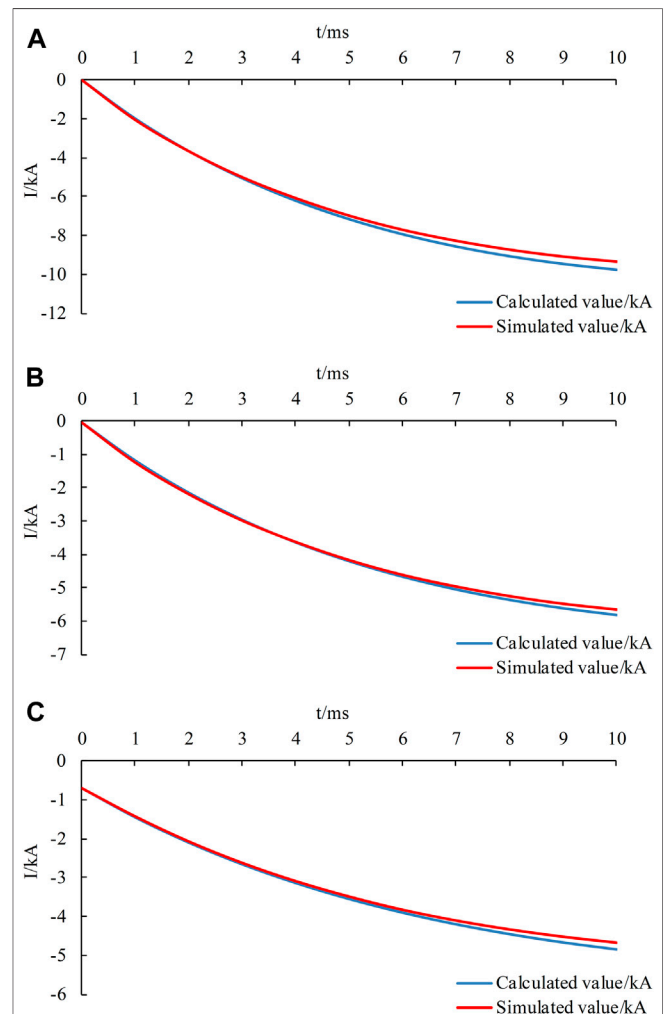 A
t/ms
0 1 2 3 4 5 6 7 8 9 10
0
-2
-4
-6
-8
-10
-12
I/kA
Calculated value/kA
Simulated value/kA
B
t/ms
0 1 2 3 4 5 6 7 8 9 10
0
-1
-2
-3
-4
-5
-6
-7
I/kA
Calculated value/kA
Simulated value/kA
C
t/ms
0 1 2 3 4 5 6 7 8 9 10
0
-1
-2
-3
-4
-5
-6
I/kA
Calculated value/kA
Simulated value/kA